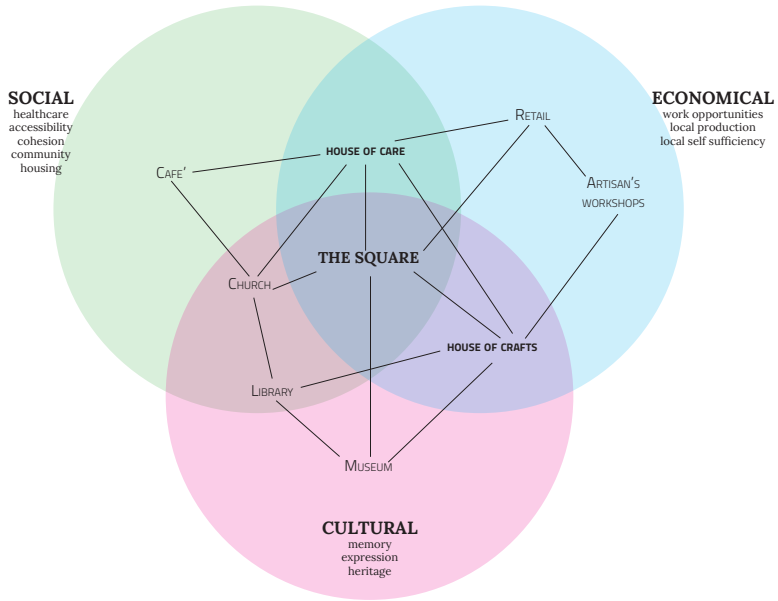 SOCIAL
healthcare
accessibility
cohesion
community
housing
ECONOMICAL
work opportunities
local production
local self sufficiency
RETAIL
HOUSE OF CARE
CAFE'
ARTISAN'S
WORKSHOPS
THE SQUARE
CHURCH
HOUSE OF CRAFTS
LIBRARY
MUSEUM
CULTURAL
memory
expression
heritage